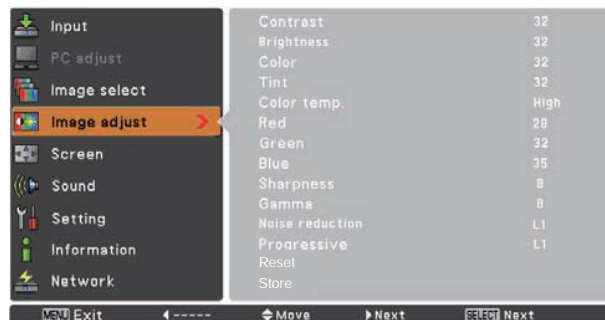 Input
PC adjust
Image select
Image adjust
Screen
Sound
Setting
Information
Network
Contrast 32
Brightness 32
Color 32
Tint 32
Color temp. High
Red 28
Green 32
Blue 35
Sharpness 8
Gamma 8
Noise reduction L1
Progressive L1
Reset
Store
MENU Exit ----- Move Next SELECT Next